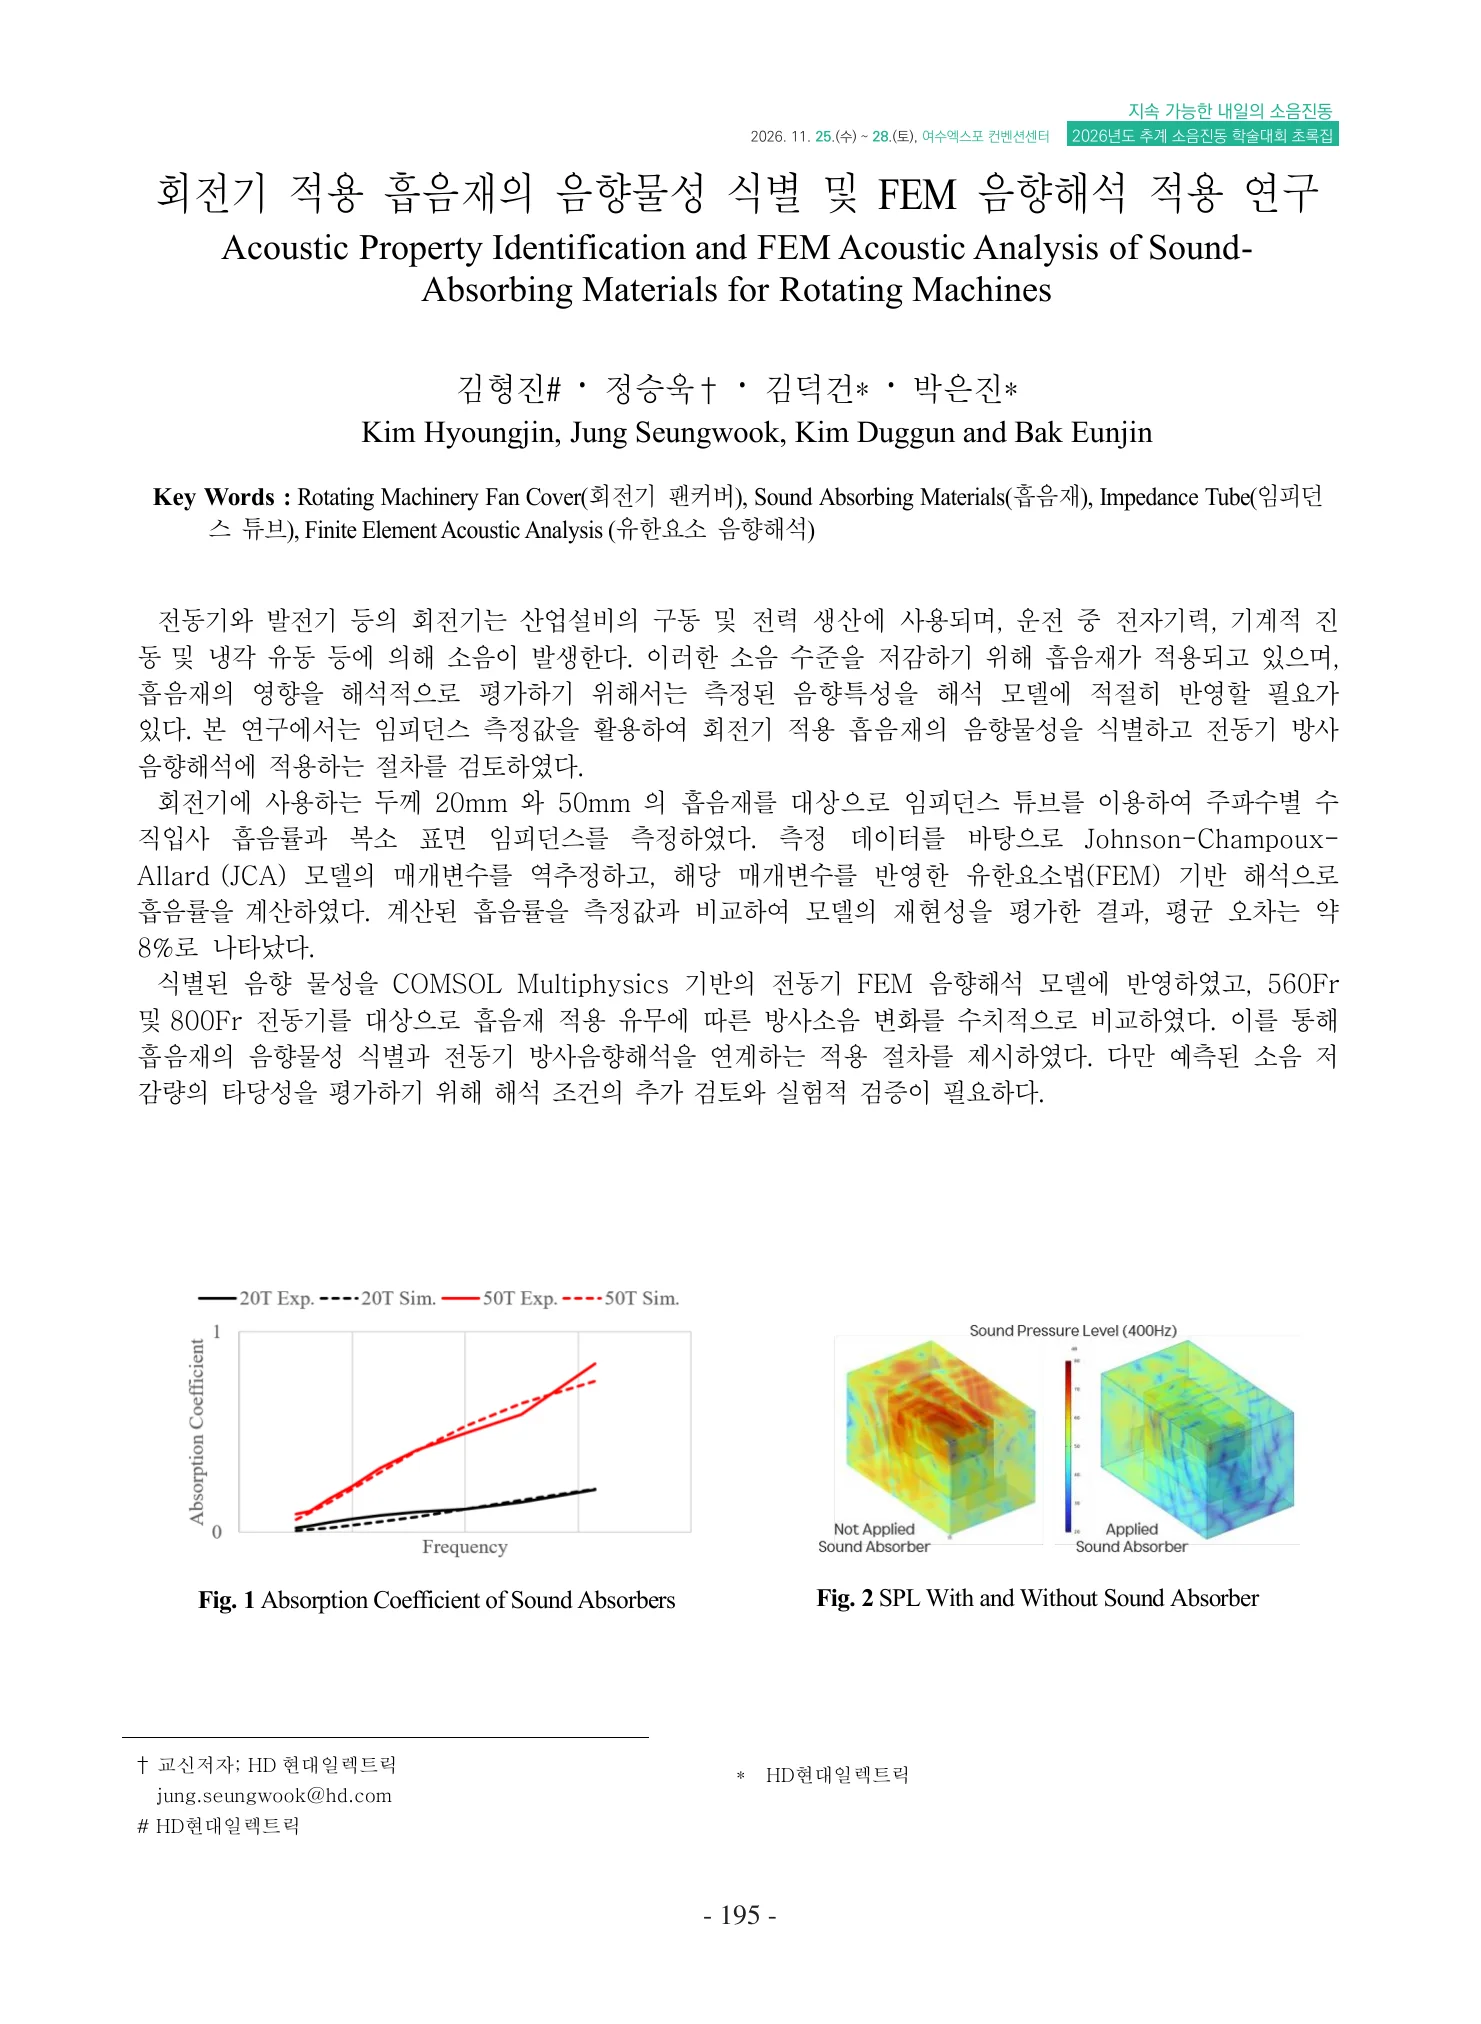 지속 가능한 내일의 소음진동
2026. 11. 25.(수) ~ 28.(토), 여수엑스포 컨벤션센터 2026년도 추계 소음진동 학술대회 초록집
회전기 적용 흡음재의 음향물성 식별 및 FEM 음향해석 적용 연구
Acoustic Property Identification and FEM Acoustic Analysis of Sound-
Absorbing Materials for Rotating Machines
김형진# · 정승욱† · 김덕건* · 박은진*
Kim Hyoungjin, Jung Seungwook, Kim Duggun and Bak Eunjin
Key Words : Rotating Machinery Fan Cover(회전기 팬커버), Sound Absorbing Materials(흡음재), Impedance Tube(임피던
스 튜브), Finite Element Acoustic Analysis (유한요소 음향해석)
전동기와 발전기 등의 회전기는 산업설비의 구동 및 전력 생산에 사용되며, 운전 중 전자기력, 기계적 진
동 및 냉각 유동 등에 의해 소음이 발생한다. 이러한 소음 수준을 저감하기 위해 흡음재가 적용되고 있으며,
흡음재의 영향을 해석적으로 평가하기 위해서는 측정된 음향특성을 해석 모델에 적절히 반영할 필요가
있다. 본 연구에서는 임피던스 측정값을 활용하여 회전기 적용 흡음재의 음향물성을 식별하고 전동기 방사
음향해석에 적용하는 절차를 검토하였다.
회전기에 사용하는 두께 20mm 와 50mm 의 흡음재를 대상으로 임피던스 튜브를 이용하여 주파수별 수
직입사 흡음률과 복소 표면 임피던스를 측정하였다. 측정 데이터를 바탕으로 Johnson-Champoux-
Allard (JCA) 모델의 매개변수를 역추정하고, 해당 매개변수를 반영한 유한요소법(FEM) 기반 해석으로
흡음률을 계산하였다. 계산된 흡음률을 측정값과 비교하여 모델의 재현성을 평가한 결과, 평균 오차는 약
8%로 나타났다.
식별된 음향 물성을 COMSOL Multiphysics 기반의 전동기 FEM 음향해석 모델에 반영하였고, 560Fr
및 800Fr 전동기를 대상으로 흡음재 적용 유무에 따른 방사소음 변화를 수치적으로 비교하였다. 이를 통해
흡음재의 음향물성 식별과 전동기 방사음향해석을 연계하는 적용 절차를 제시하였다. 다만 예측된 소음 저
감량의 타당성을 평가하기 위해 해석 조건의 추가 검토와 실험적 검증이 필요하다.
20T Exp. 20T Sim. 50T Exp. 50T Sim.
1
Absorption Coefficient
0
Frequency
Fig. 1 Absorption Coefficient of Sound Absorbers
Sound Pressure Level (400Hz)
Not Applied
Sound Absorber
Applied
Sound Absorber
Fig. 2 SPL With and Without Sound Absorber
† 교신저자; HD 현대일렉트릭
jung.seungwook@hd.com
# HD현대일렉트릭
* HD현대일렉트릭
- 195 -